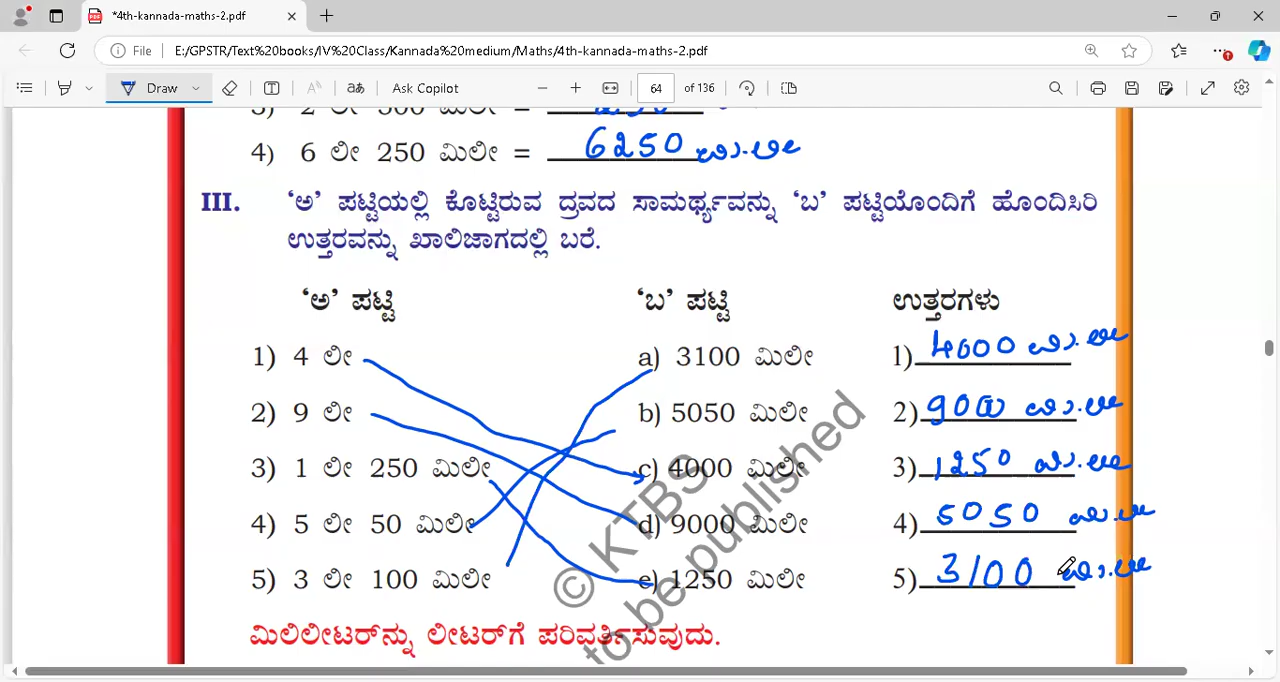 *4th-kannada-maths-2.pdf
File E:/GPSTR/Text%20books/IV%20Class/Kannada%20medium/Maths/4th-kannada-maths-2.pdf
Draw Ask Copilot 64 of 136
4) 6 ಲೀ 250 ಮಿಲೀ = 6250 ಮಿ.ಲೀ
III. ‘ಅ’ ಪಟ್ಟಿಯಲ್ಲಿ ಕೊಟ್ಟಿರುವ ದ್ರವದ ಸಾಮರ್ಥ್ಯವನ್ನು ‘ಬ’ ಪಟ್ಟಿಯೊಂದಿಗೆ ಹೊಂದಿಸಿರಿ
ಉತ್ತರವನ್ನು ಖಾಲಿಜಾಗದಲ್ಲಿ ಬರೆ.
‘ಅ’ ಪಟ್ಟಿ ‘ಬ’ ಪಟ್ಟಿ ಉತ್ತರಗಳು
1) 4 ಲೀ a) 3100 ಮಿಲೀ 1) 4000 ಮಿ.ಲೀ
2) 9 ಲೀ b) 5050 ಮಿಲೀ 2) 9000 ಮಿ.ಲೀ
3) 1 ಲೀ 250 ಮಿಲೀ c) 4000 ಮಿಲೀ 3) 1250 ಮಿ.ಲೀ
4) 5 ಲೀ 50 ಮಿಲೀ d) 9000 ಮಿಲೀ 4) 5050 ಮಿ.ಲೀ
5) 3 ಲೀ 100 ಮಿಲೀ e) 1250 ಮಿಲೀ 5) 3100 ಮಿ.ಲೀ
ಮಿಲಿಲೀಟರ್‌ನ್ನು ಲೀಟರ್‌ಗೆ ಪರಿವರ್ತಿಸುವುದು.
© KTBS
to be published